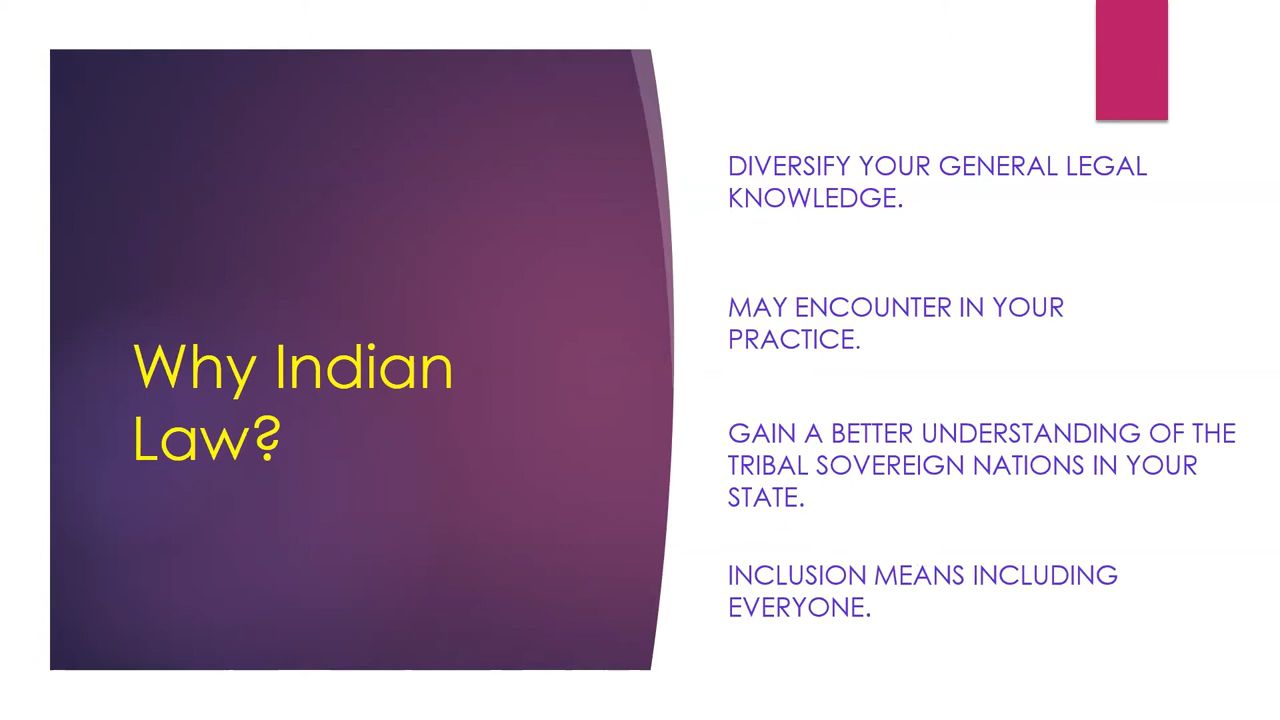 Why Indian
Law?
DIVERSIFY YOUR GENERAL LEGAL
KNOWLEDGE.
MAY ENCOUNTER IN YOUR
PRACTICE.
GAIN A BETTER UNDERSTANDING OF THE
TRIBAL SOVEREIGN NATIONS IN YOUR
STATE.
INCLUSION MEANS INCLUDING
EVERYONE.